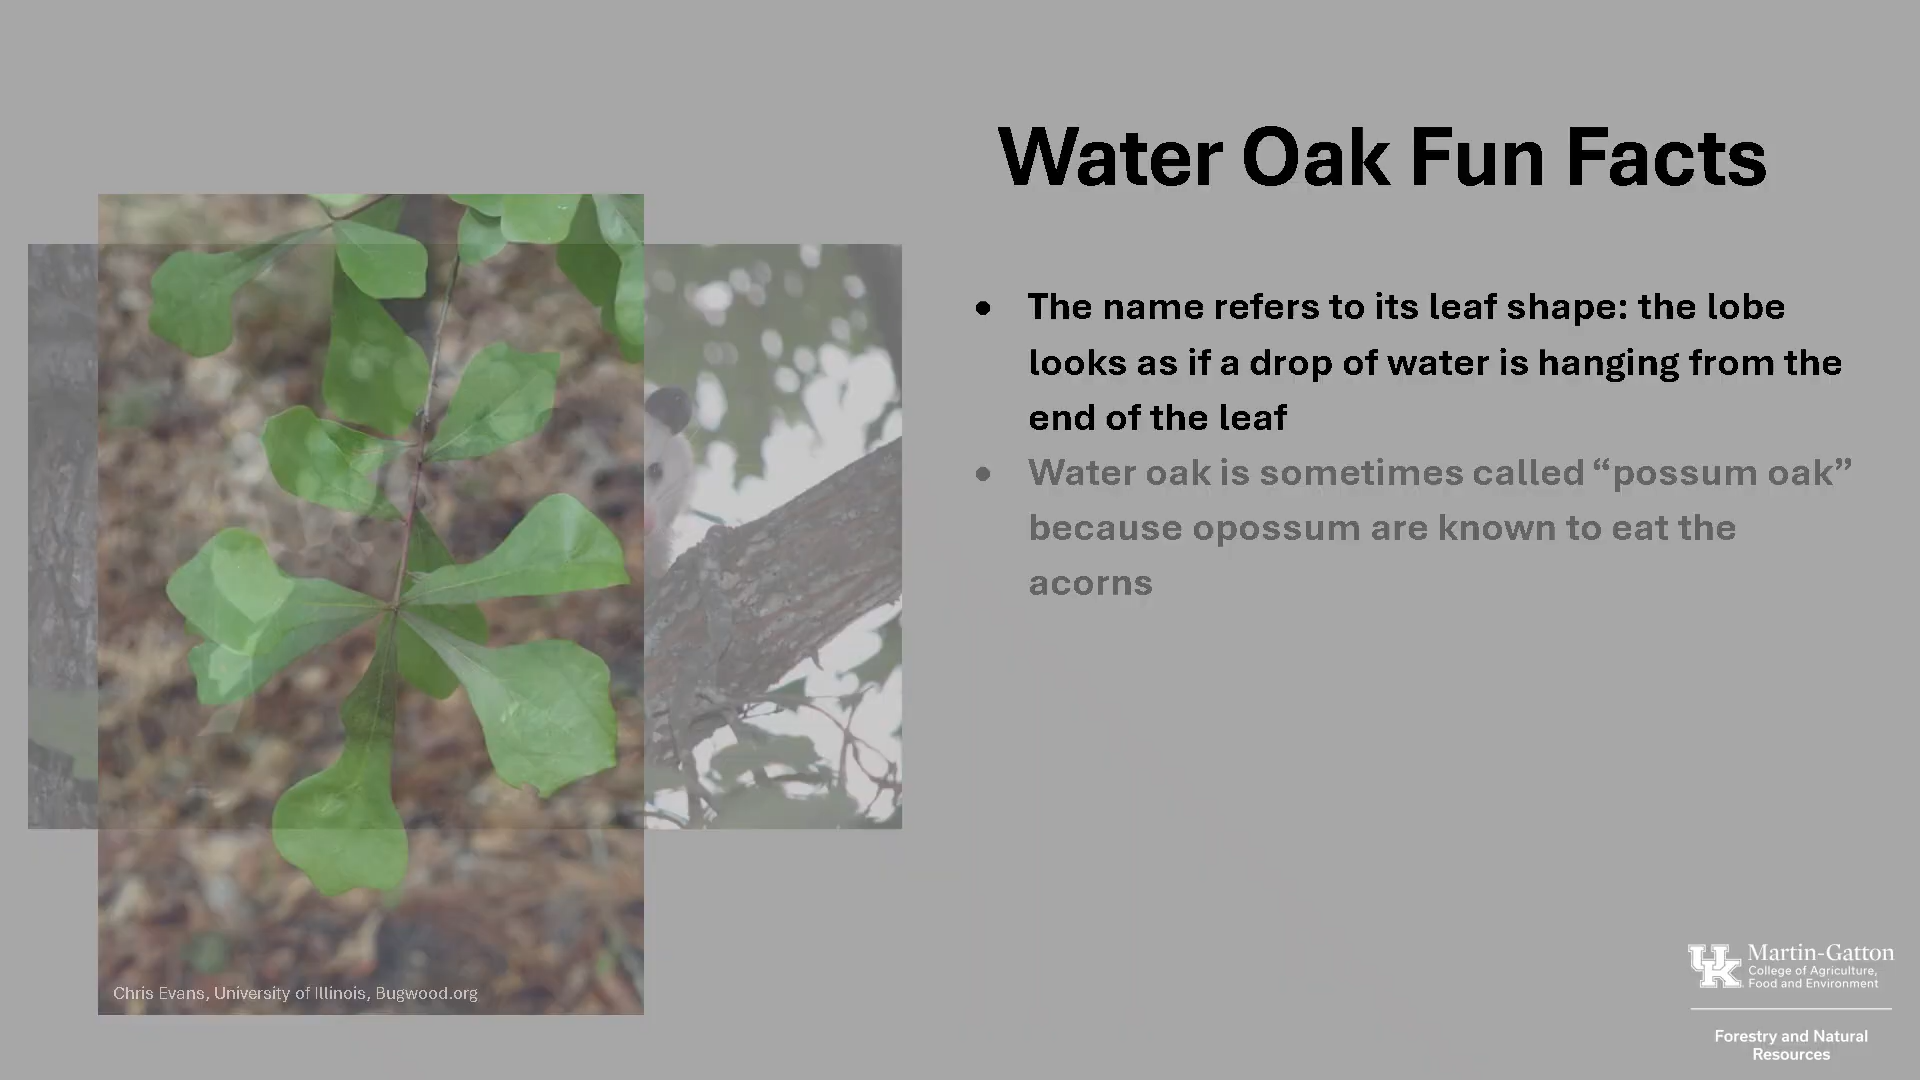 Water Oak Fun Facts
• The name refers to its leaf shape: the lobe
looks as if a drop of water is hanging from the
end of the leaf
• Water oak is sometimes called “possum oak”
because opossum are known to eat the
acorns
Chris Evans, University of Illinois, Bugwood.org
UK Martin-Gatton
College of Agriculture,
Food and Environment
Forestry and Natural
Resources